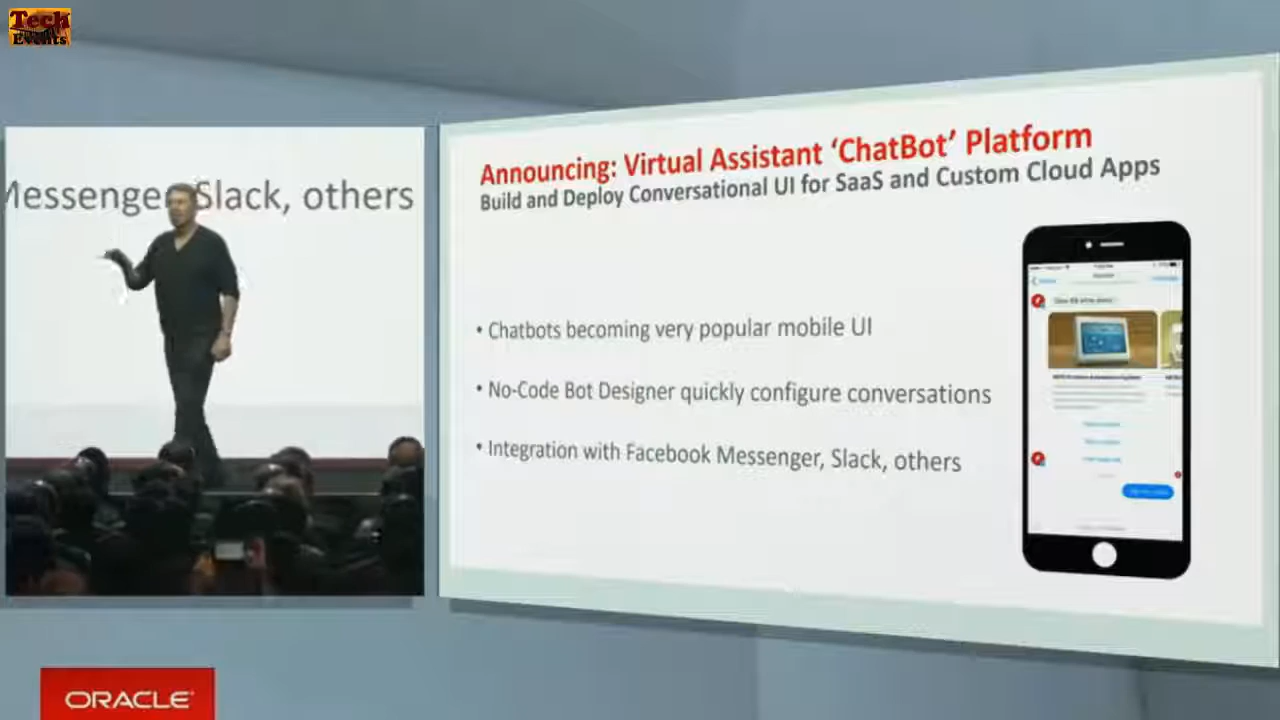 Tech
Events
Messenger, Slack, others
Announcing: Virtual Assistant ‘ChatBot’ Platform
Build and Deploy Conversational UI for SaaS and Custom Cloud Apps
• Chatbots becoming very popular mobile UI
• No-Code Bot Designer quickly configure conversations
• Integration with Facebook Messenger, Slack, others
ORACLE